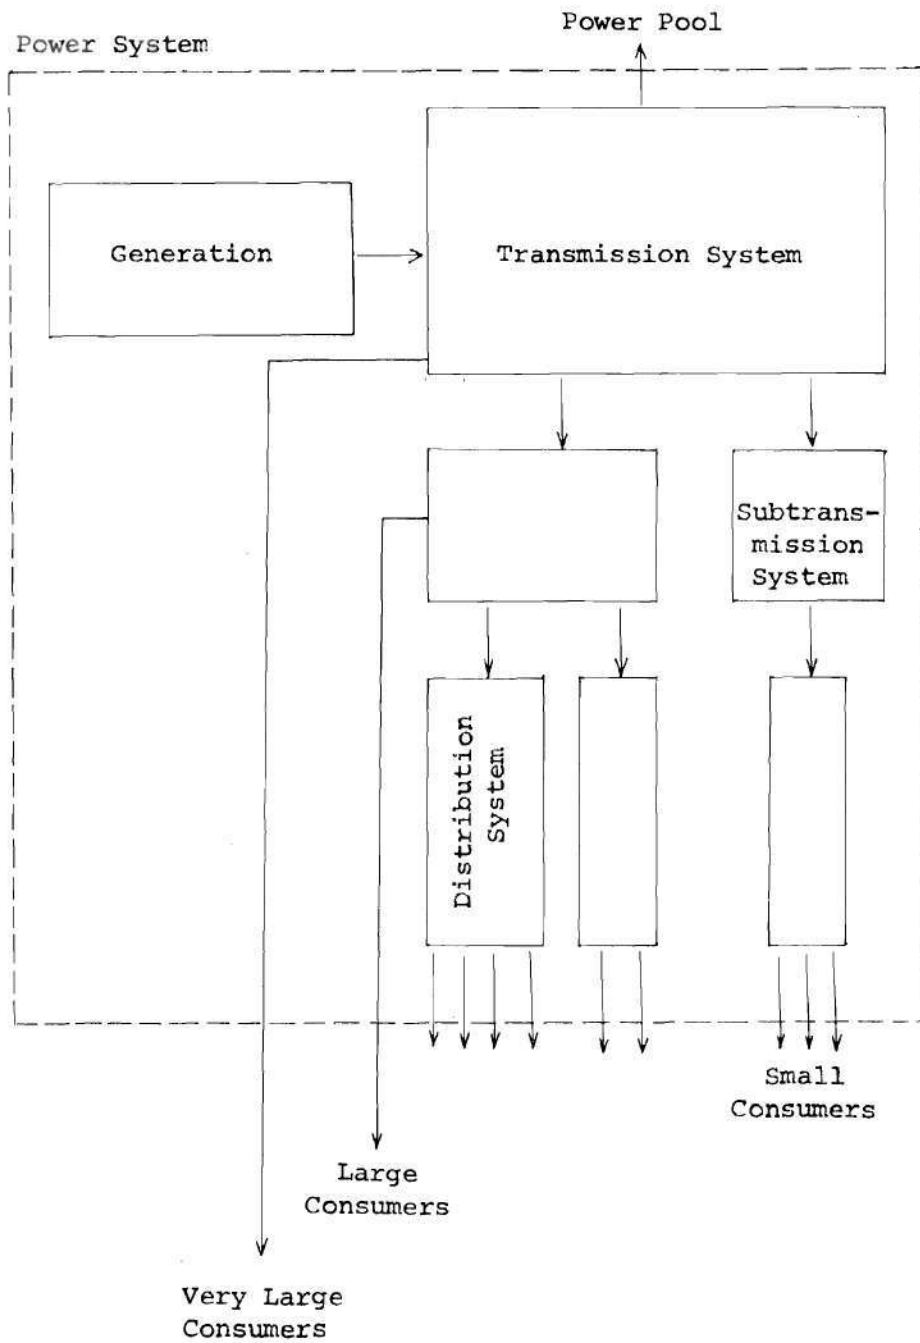 Power Pool
Power System
Generation
Transmission System
Subtrans-
mission
System
Distribution
System
Small
Consumers
Large
Consumers
Very Large
Consumers